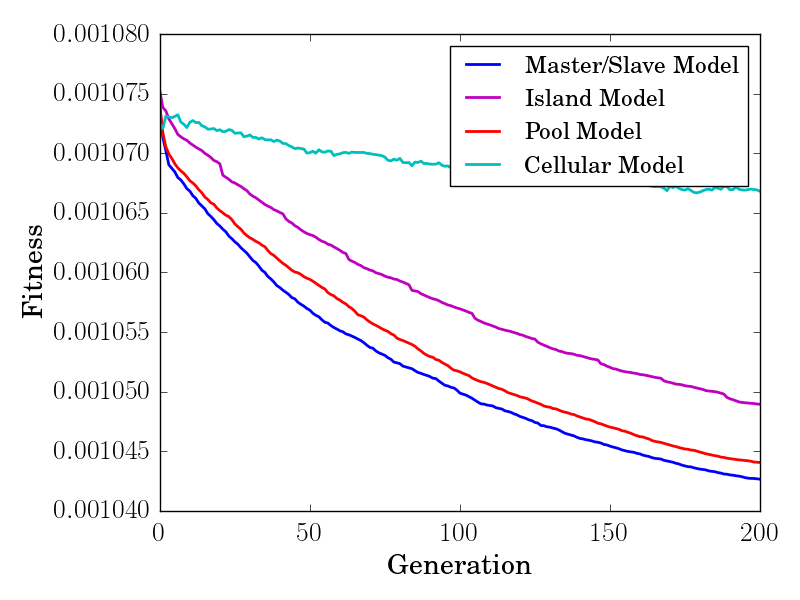 0.001080
0.001075
0.001070
0.001065
0.001060
0.001055
0.001050
0.001045
0.001040
Fitness
Master/Slave Model
Island Model
Pool Model
Cellular Model
0 50 100 150 200
Generation